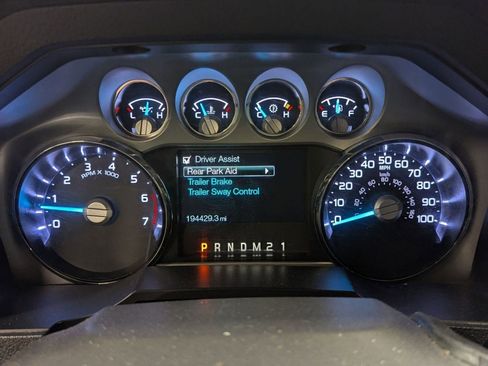 L H
C H
C H
E F
Driver Assist
Rear Park Aid
Trailer Brake
Trailer Sway Control
194429.3 mi
P R N D M 2 1
0 1 2 3 4 5 6 7
RPM X 1000
0 10 20 30 40 50 60 70 80 90 100
MPH
km/h